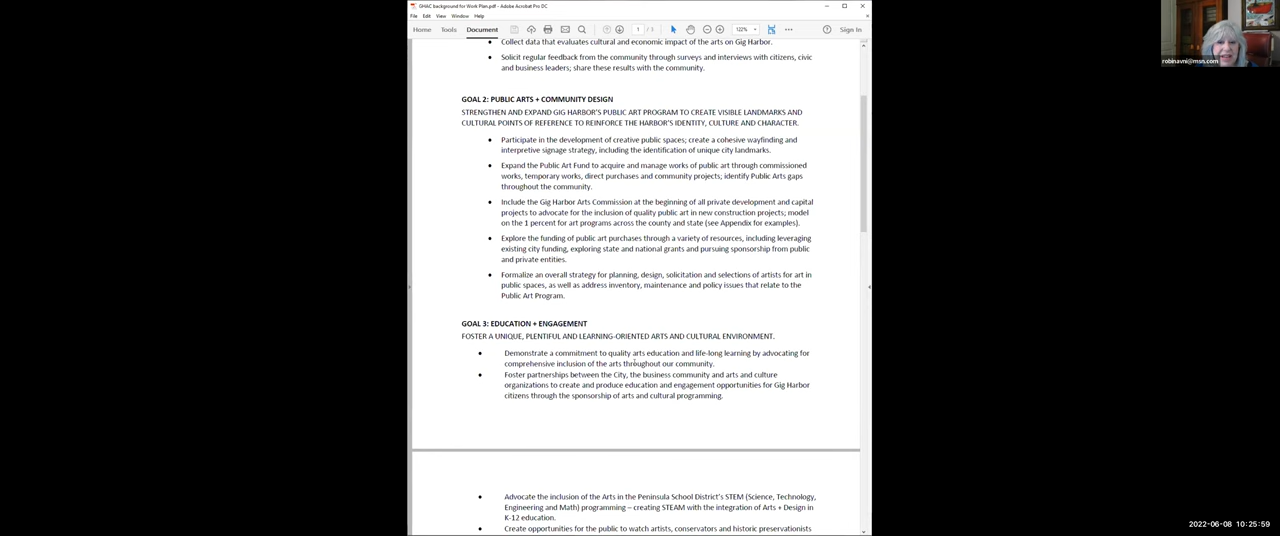 GHAC background for Work Plan.pdf - Adobe Acrobat Pro DC
File Edit View Window Help
Home Tools Document 1 / 3 122% Sign In
• Collect data that evaluates cultural and economic impact of the arts on Gig Harbor.
• Solicit regular feedback from the community through surveys and interviews with citizens, civic
and business leaders; share these results with the community.
GOAL 2: PUBLIC ARTS + COMMUNITY DESIGN
STRENGTHEN AND EXPAND GIG HARBOR'S PUBLIC ART PROGRAM TO CREATE VISIBLE LANDMARKS AND
CULTURAL POINTS OF REFERENCE TO REINFORCE THE HARBOR'S IDENTITY, CULTURE AND CHARACTER.
• Participate in the development of creative public spaces; create a cohesive wayfinding and
interpretive signage strategy, including the identification of unique city landmarks.
• Expand the Public Art Fund to acquire and manage works of public art through commissioned
works, temporary works, direct purchases and community projects; identify Public Arts gaps
throughout the community.
• Include the Gig Harbor Arts Commission at the beginning of all private development and capital
projects to advocate for the inclusion of quality public art in new construction projects; model
on the 1 percent for art programs across the county and state (see Appendix for examples).
• Explore the funding of public art purchases through a variety of resources, including leveraging
existing city funding, exploring state and national grants and pursuing sponsorship from public
and private entities.
• Formalize an overall strategy for planning, design, solicitation and selections of artists for art in
public spaces, as well as address inventory, maintenance and policy issues that relate to the
Public Art Program.
GOAL 3: EDUCATION + ENGAGEMENT
FOSTER A UNIQUE, PLENTIFUL AND LEARNING-ORIENTED ARTS AND CULTURAL ENVIRONMENT.
• Demonstrate a commitment to quality arts education and life-long learning by advocating for
comprehensive inclusion of the arts throughout our community.
• Foster partnerships between the City, the business community and arts and culture
organizations to create and produce education and engagement opportunities for Gig Harbor
citizens through the sponsorship of arts and cultural programming.
• Advocate the inclusion of the Arts in the Peninsula School District's STEM (Science, Technology,
Engineering and Math) programming – creating STEAM with the integration of Arts + Design in
K-12 education.
• Create opportunities for the public to watch artists, conservators and historic preservationists
robinavni@msn.com
2022-06-08 10:25:59